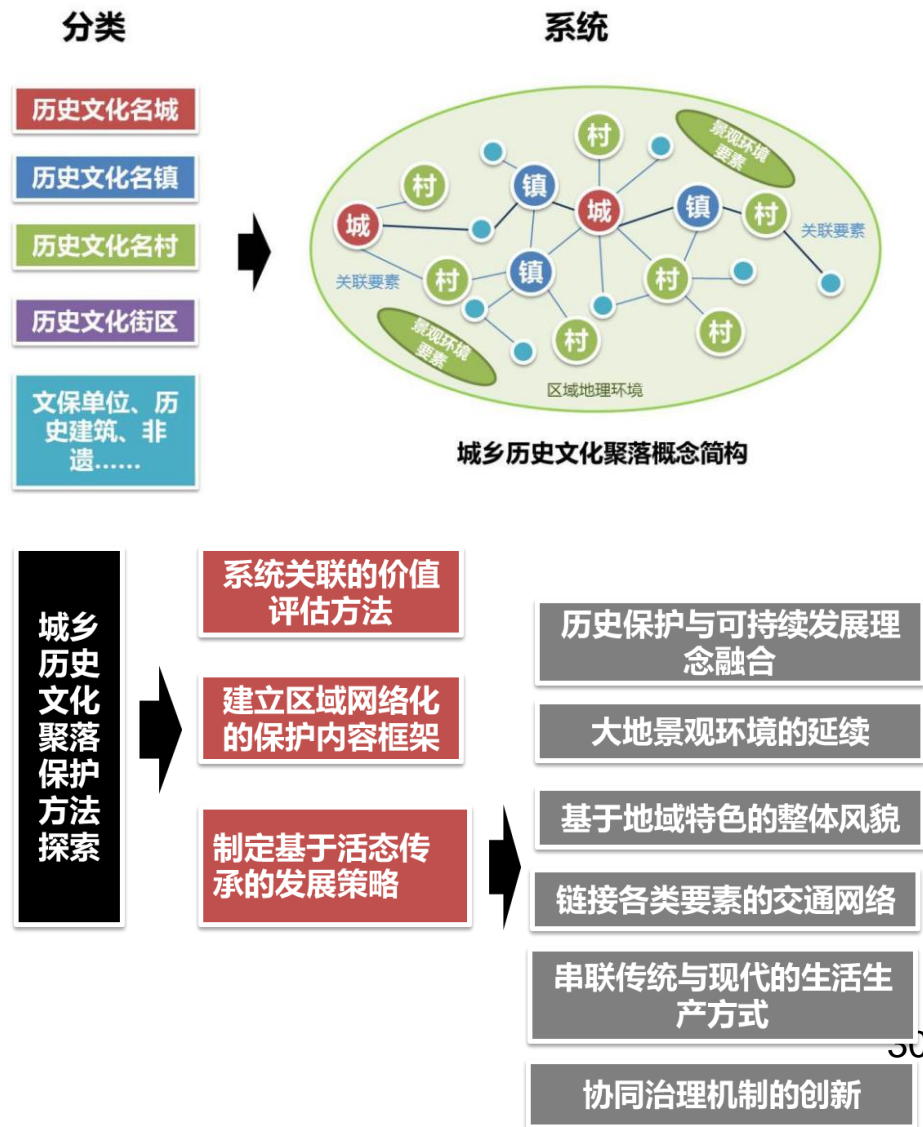 分类
系统
历史文化名城
历史文化名镇
历史文化名村
历史文化街区
文保单位、历
史建筑、非
遗……
村
景观环境
要素
村
镇
城
镇
村
城
关联要素
关联要素
村
镇
村
景观环境
要素
村
村
区域地理环境
城乡历史文化聚落概念简构
城乡
历史
文化
聚落
保护
方法
探索
系统关联的价值
评估方法
建立区域网络化
的保护内容框架
制定基于活态传
承的发展策略
历史保护与可持续发展理
念融合
大地景观环境的延续
基于地域特色的整体风貌
链接各类要素的交通网络
串联传统与现代的生活生
产方式
30
协同治理机制的创新